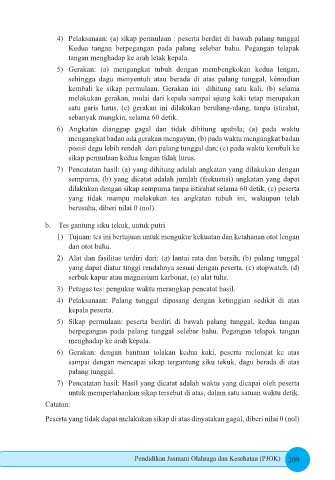 4) Pelaksanaan: (a) sikap permulaan : peserta berdiri di bawah palang tunggal
Kedua tangan berpegangan pada palang selebar bahu. Pegangan telapak
tangan menghadap ke arah letak kepala.
5) Gerakan: (a) mengangkat tubuh dengan membengkokan kedua lengan,
sehingga dagu menyentuh atau berada di atas palang tunggal, kemudian
kembali ke sikap permulaan. Gerakan ini dihitung satu kali, (b) selama
melakukan gerakan, mulai dari kepala sampai ujung kaki tetap merupakan
satu garis lurus, (c) gerakan ini dilakukan berulang-ulang, tanpa istirahat,
sebanyak mungkin, selama 60 detik.
6) Angkatan dianggap gagal dan tidak dihitung apabila; (a) pada waktu
mengangkat badan ada gerakan mengayun, (b) pada waktu mengangkat badan
posisi dagu lebih rendah dari palang tunggal dan; (c) pada waktu kembali ke
sikap permulaan kedua lengan tidak lurus.
7) Pencatatan hasil: (a) yang dihitung adalah angkatan yang dilakukan dengan
sempurna, (b) yang dicatat adalah jumlah (frekuensi) angkatan yang dapat
dilakukan dengan sikap sempurna tanpa istirahat selama 60 detik, (c) peserta
yang tidak mampu melakukan tes angkatan tubuh ini, walaupun telah
berusaha, diberi nilai 0 (nol).
b. Tes gantung siku tekuk, untuk putri
1) Tujuan: tes ini bertujuan untuk mengukur kekuatan dan ketahanan otot lengan
dan otot bahu.
2) Alat dan fasilitas terdiri dari: (a) lantai rata dan bersih, (b) palang tunggal
yang dapat diatur tinggi rendahnya sesuai dengan peserta. (c) stopwatch, (d)
serbuk kapur atau magnesium karbonat, (e) alat tulis.
3) Petugas tes: pengukur waktu merangkap pencatat hasil.
4) Pelaksanaan: Palang tunggal dipasang dengan ketinggian sedikit di atas
kepala peserta.
5) Sikap permulaan: peserta berdiri di bawah palang tunggal, kedua tangan
berpegangan pada palang tunggal selebar bahu. Pegangan telapak tangan
menghadap ke arah kepala.
6) Gerakan: dengan bantuan tolakan kedua kaki, peserta meloncat ke atas
sampai dengan mencapai sikap tergantung siku tekuk, dagu berada di atas
palang tunggal.
7) Pencatatan hasil: Hasil yang dicatat adalah waktu yang dicapai oleh peserta
untuk mempertahankan sikap tersebut di atas, dalam satu satuan waktu detik.
Catatan:
Peserta yang tidak dapat melakukan sikap di atas dinyatakan gagal, diberi nilai 0 (nol)
Pendidikan Jasmani Olahraga dan Kesehatan (PJOK) 209